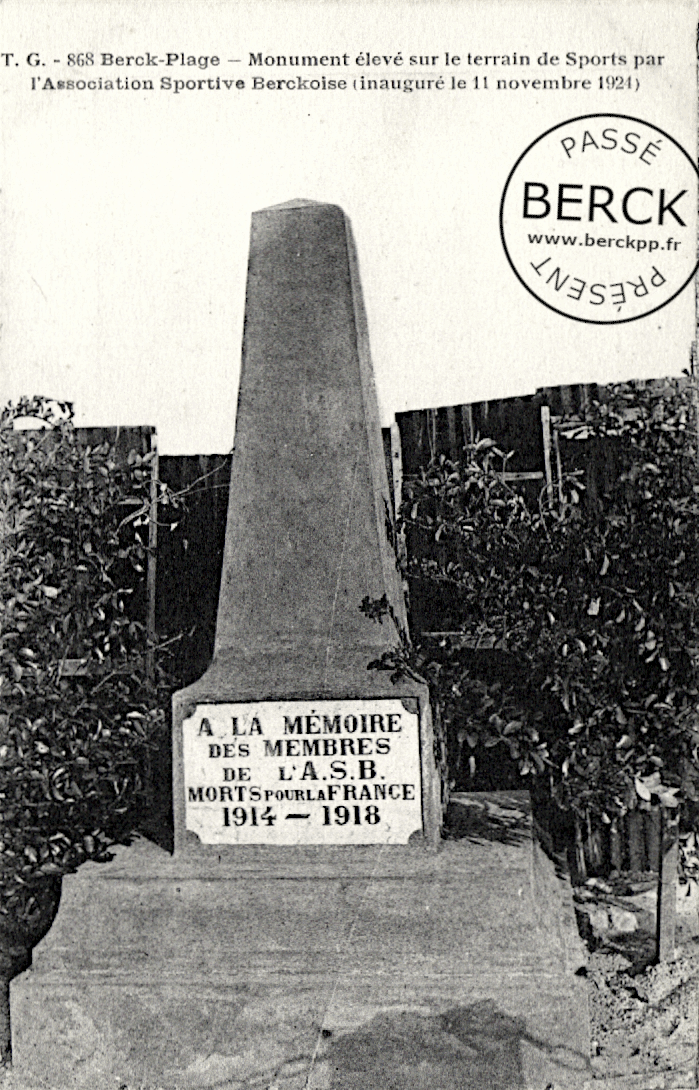 T. G. - 868 Berck-Plage — Monument élevé sur le terrain de Sports par
l'Association Sportive Berckoise (inauguré le 11 novembre 1921)
PASSÉ
BERCK
www.berckpp.fr
PRÉSENT
A LA MÉMOIRE
DES MEMBRES
DE L'A.S.B.
MORTS POUR LA FRANCE
1914 — 1918